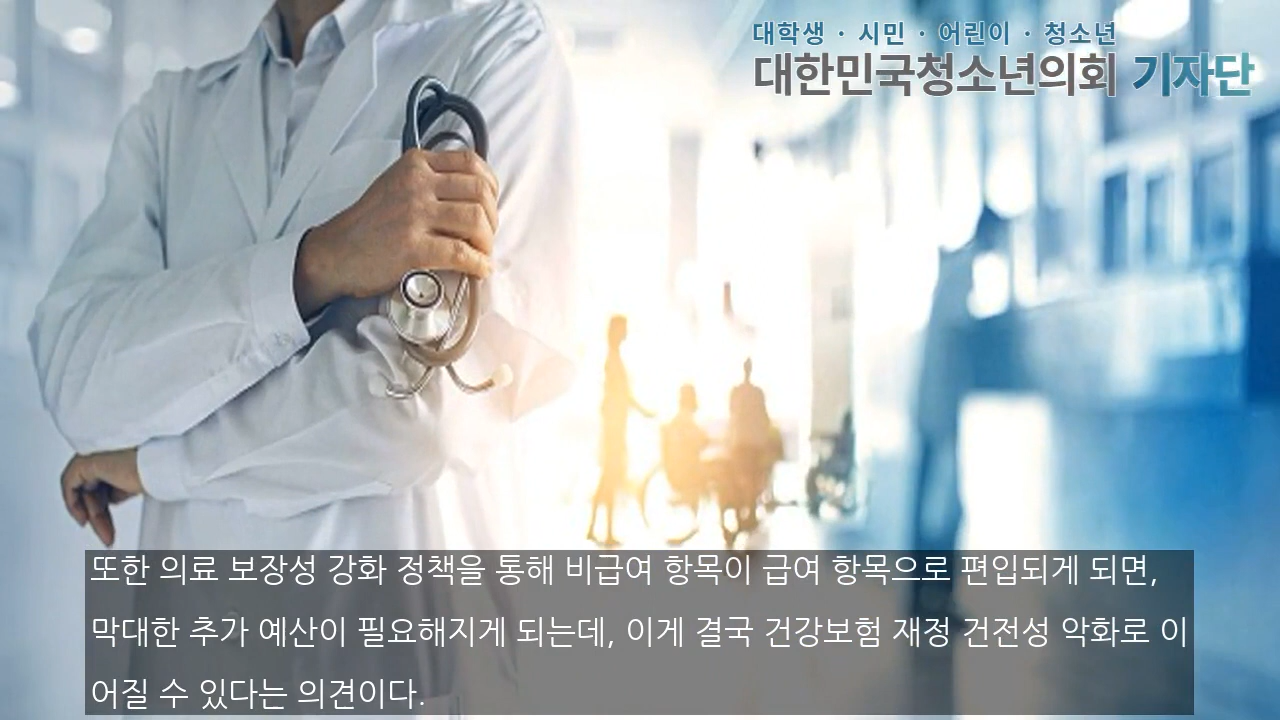 대학생 · 시민 · 어린이 · 청소년
대한민국청소년의회 기자단
또한 의료 보장성 강화 정책을 통해 비급여 항목이 급여 항목으로 편입되게 되면,
막대한 추가 예산이 필요해지게 되는데, 이게 결국 건강보험 재정 건전성 악화로 이
어질 수 있다는 의견이다.